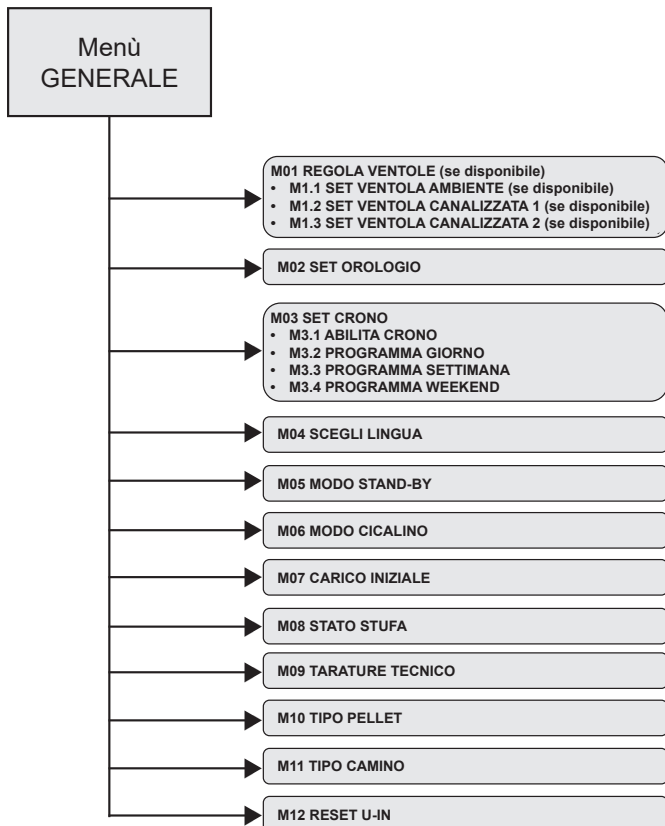 Menù
GENERALE
M01 REGOLA VENTOLE (se disponibile)
• M1.1 SET VENTOLA AMBIENTE (se disponibile)
• M1.2 SET VENTOLA CANALIZZATA 1 (se disponibile)
• M1.3 SET VENTOLA CANALIZZATA 2 (se disponibile)
M02 SET OROLOGIO
M03 SET CRONO
• M3.1 ABILITA CRONO
• M3.2 PROGRAMMA GIORNO
• M3.3 PROGRAMMA SETTIMANA
• M3.4 PROGRAMMA WEEKEND
M04 SCEGLI LINGUA
M05 MODO STAND-BY
M06 MODO CICALINO
M07 CARICO INIZIALE
M08 STATO STUFA
M09 TARATURE TECNICO
M10 TIPO PELLET
M11 TIPO CAMINO
M12 RESET U-IN